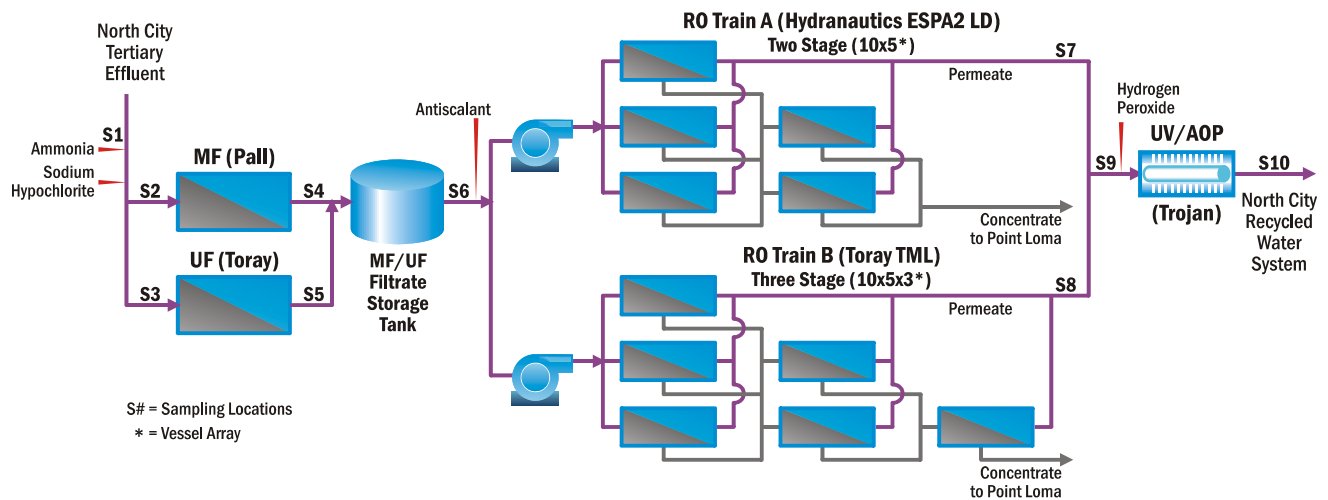 North City
Tertiary
Effluent
S1
Ammonia
Sodium
Hypochlorite
S2
MF (Pall)
S4
S3
UF (Toray)
S5
MF/UF
Filtrate
Storage
Tank
Antiscalant
S6
RO Train A (Hydranautics ESPA2 LD)
Two Stage (10x5*)
S7
Permeate
Concentrate
to Point Loma
RO Train B (Toray TML)
Three Stage (10x5x3*)
S8
Permeate
Concentrate
to Point Loma
Hydrogen
Peroxide
UV/AOP
S9
S10
(Trojan)
North City
Recycled
Water
System
S# = Sampling Locations
* = Vessel Array